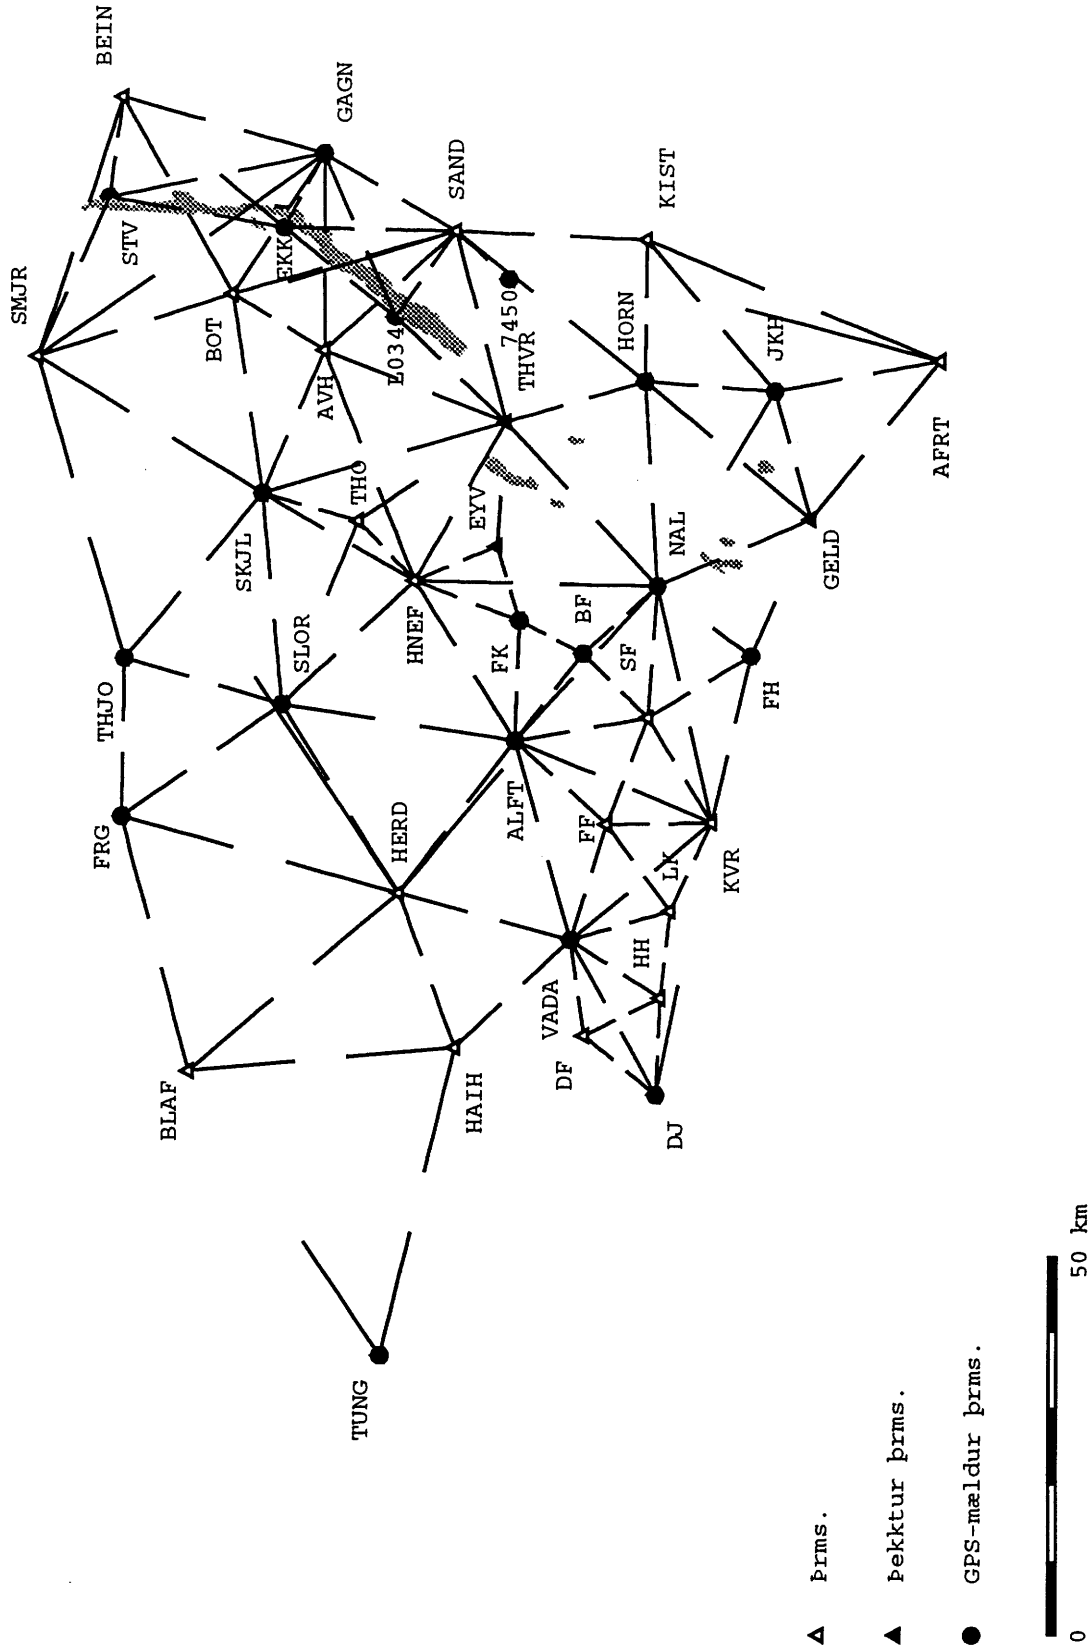 SMJR
FRG
THJO
BEIN
STV
BLAF
BOT
SKJL
EKK
SLOR
AVH
GAGN
THO
TUNG
E034
HERD
HNEF
SAND
HAIH
EYV
FK
7450
ALFT
THVR
VADA
DF
BF
FF
HORN
SF
HH
KIST
LK
DJ
NAL
KVR
FH
JKH
GELD
AFRT
Þrms.
Þekktur þrms.
GPS-mældur þrms.
0 50 km